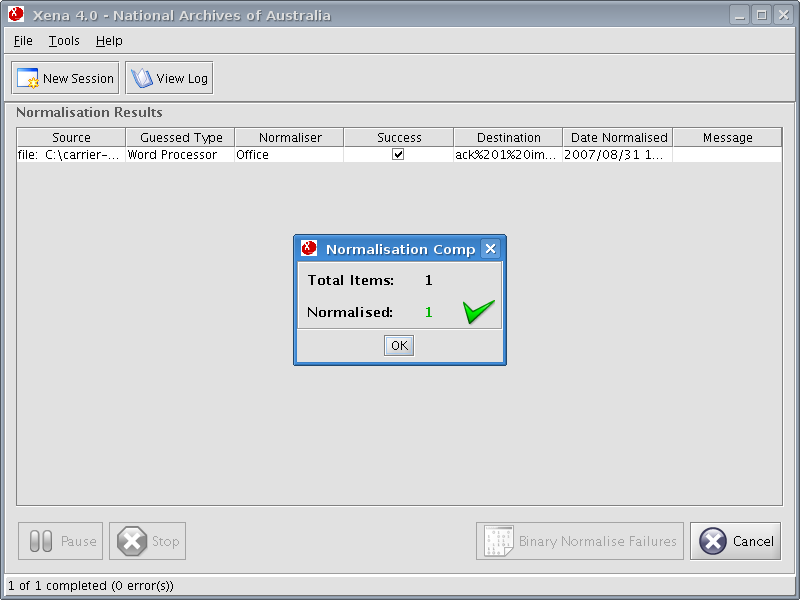 Xena 4.0 - National Archives of Australia
File Tools Help
New Session View Log
Normalisation Results
Source Guessed Type Normaliser Success Destination Date Normalised Message
file: C:\carrier-... Word Processor Office ack%201%20im... 2007/08/31 1...
Normalisation Comp
Total Items: 1
Normalised: 1
OK
Pause Stop Binary Normalise Failures Cancel
1 of 1 completed (0 error(s))